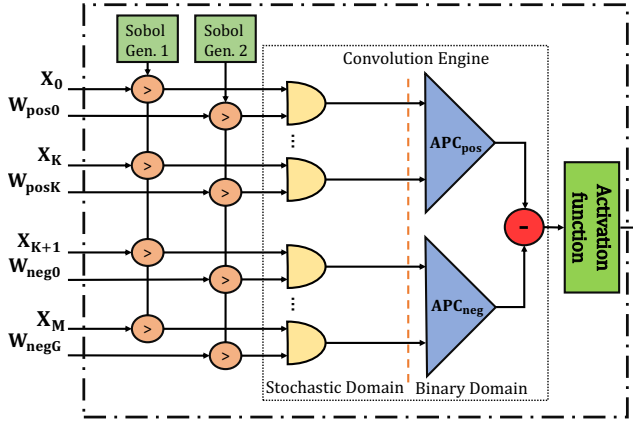 Sobol
Gen. 1
Sobol
Gen. 2
Convolution Engine
X0
>
Wpos0
>
...
APCpos
XK
>
WposK
>
Activation
function
-
XK+1
>
Wneg0
>
...
APCneg
XM
>
WnegG
>
Stochastic Domain
Binary Domain